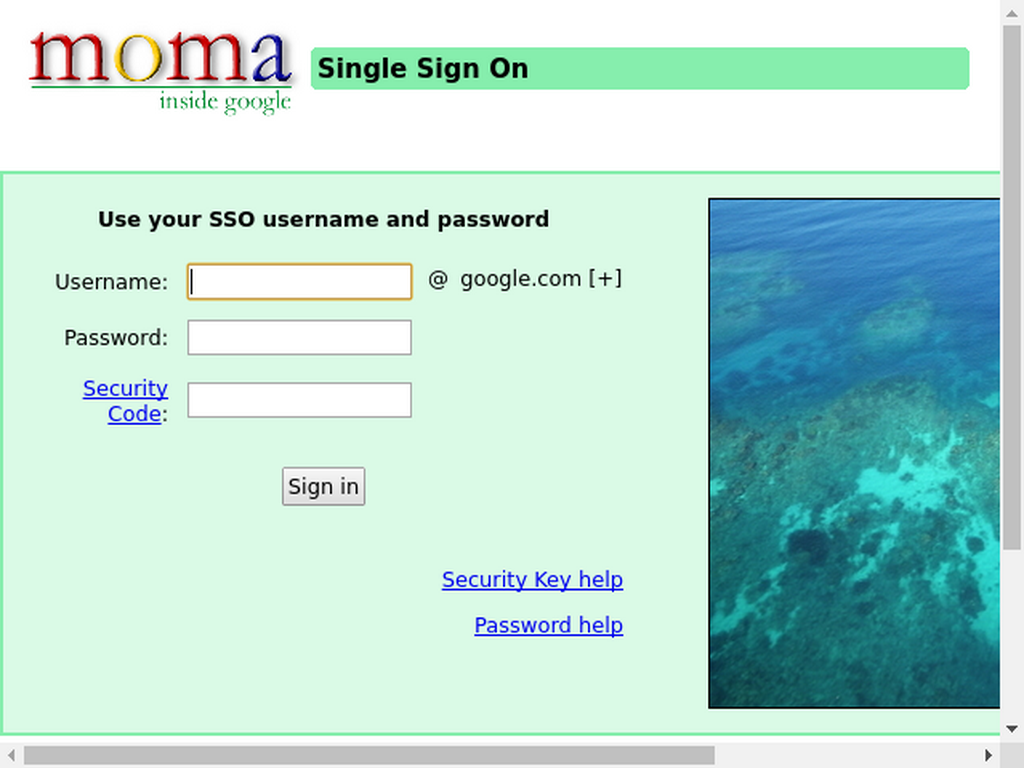 moma
inside google
Single Sign On
Use your SSO username and password
Username:
@ google.com [+]
Password:
Security
Code:
Sign in
Security Key help
Password help